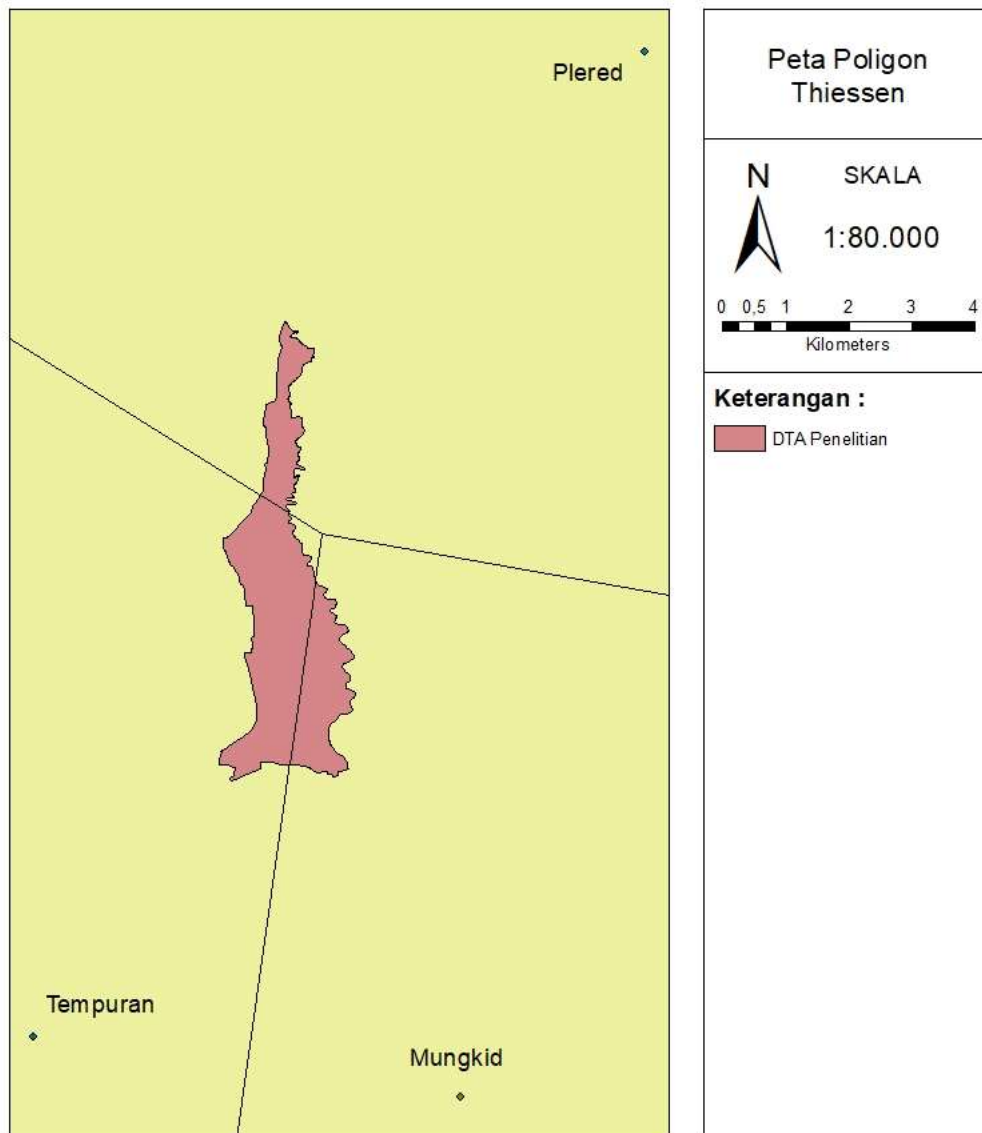 Plered
Tempuran
Mungkid
Peta Poligon
Thiessen
N
SKALA
1:80.000
0 0,5 1 2 3 4
Kilometers
Keterangan :
DTA Penelitian